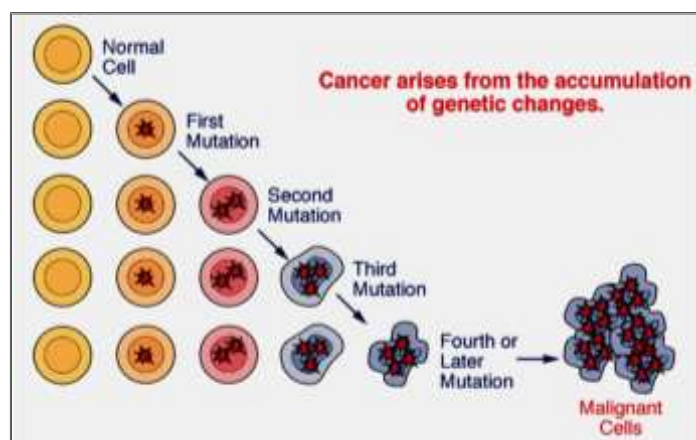 Normal
Cell
Cancer arises from the accumulation
of genetic changes.
First
Mutation
Second
Mutation
Third
Mutation
Fourth or
Later
Mutation
Malignant
Cells